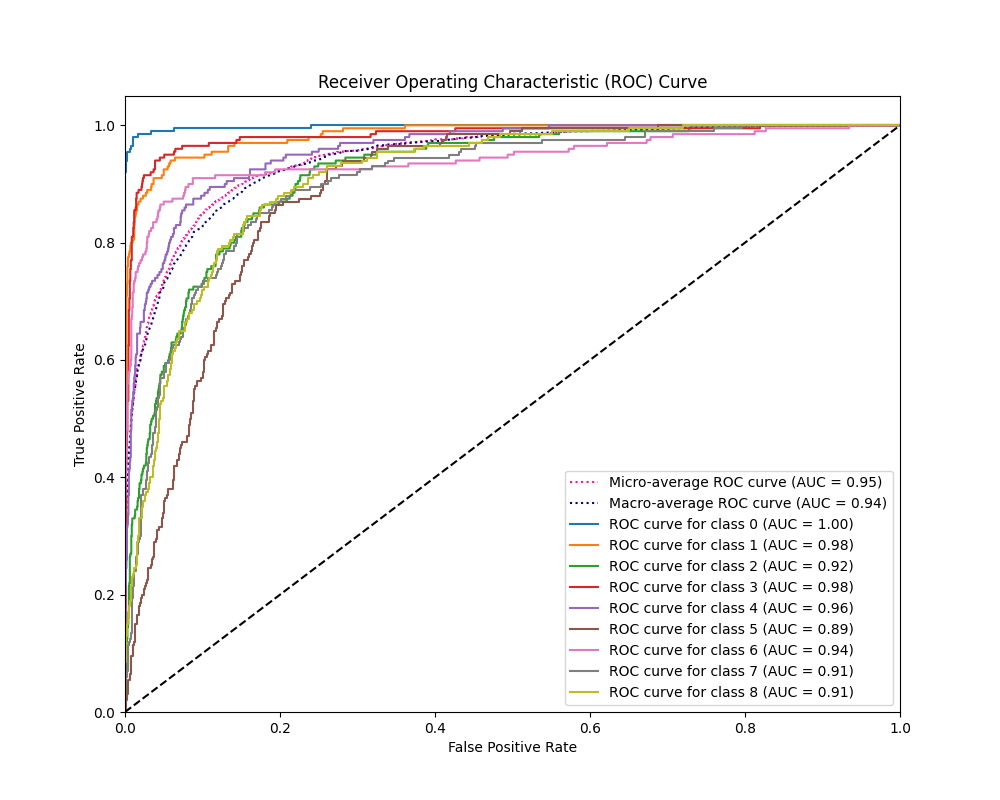 Receiver Operating Characteristic (ROC) Curve
1.0
0.8
0.6
0.4
0.2
0.0
True Positive Rate
Micro-average ROC curve (AUC = 0.95)
Macro-average ROC curve (AUC = 0.94)
ROC curve for class 0 (AUC = 1.00)
ROC curve for class 1 (AUC = 0.98)
ROC curve for class 2 (AUC = 0.92)
ROC curve for class 3 (AUC = 0.98)
ROC curve for class 4 (AUC = 0.96)
ROC curve for class 5 (AUC = 0.89)
ROC curve for class 6 (AUC = 0.94)
ROC curve for class 7 (AUC = 0.91)
ROC curve for class 8 (AUC = 0.91)
0.0 0.2 0.4 0.6 0.8 1.0
False Positive Rate